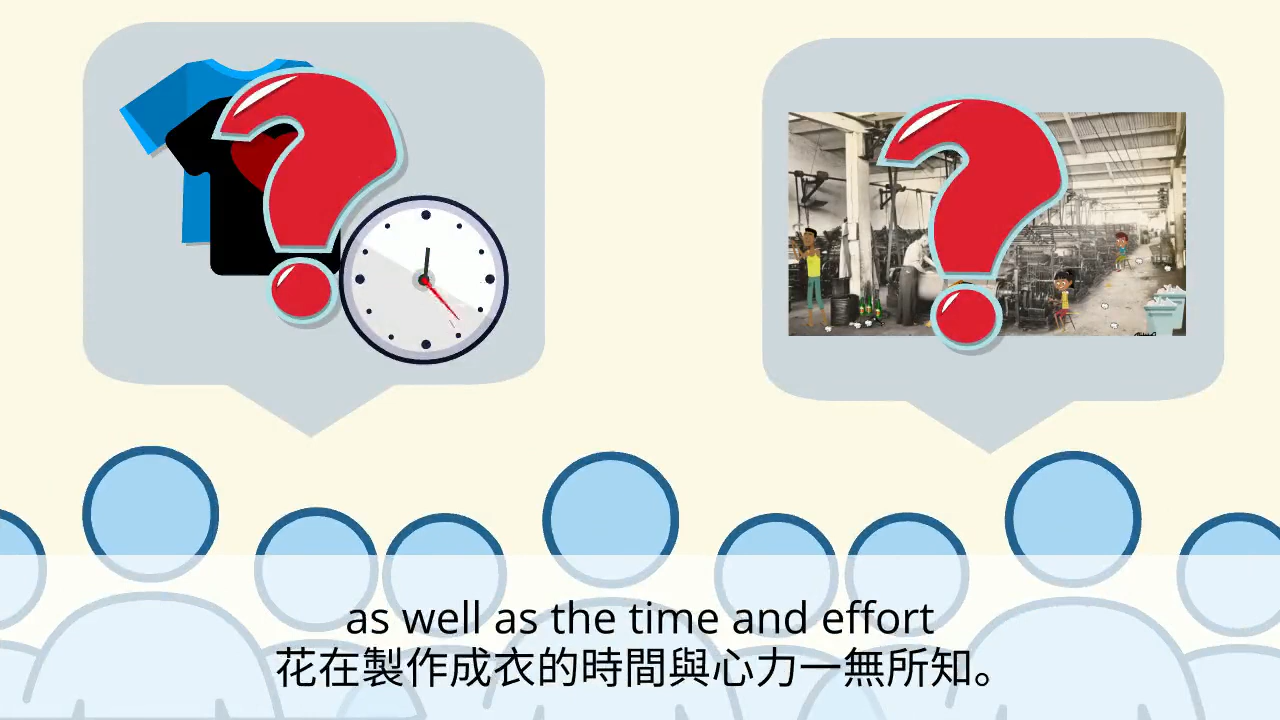 as well as the time and effort
花在製作成衣的時間與心力一無所知。